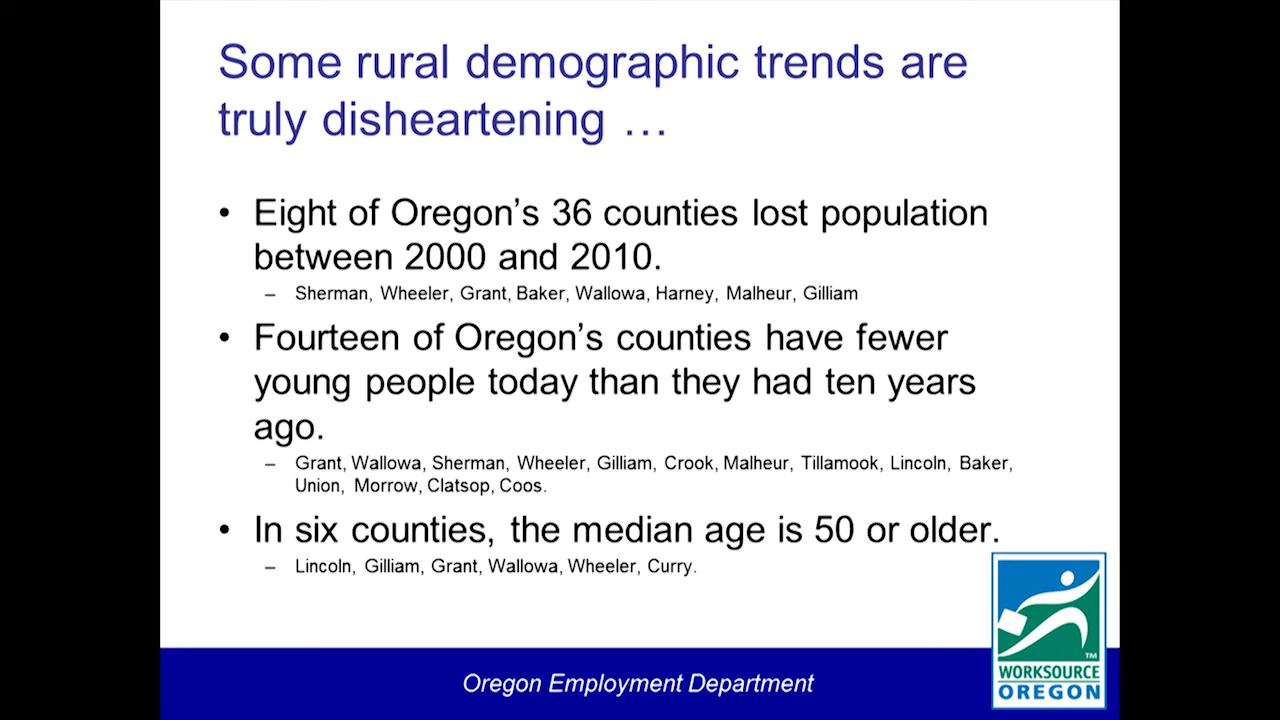 Some rural demographic trends are
truly disheartening …
• Eight of Oregon’s 36 counties lost population
between 2000 and 2010.
– Sherman, Wheeler, Grant, Baker, Wallowa, Harney, Malheur, Gilliam
• Fourteen of Oregon’s counties have fewer
young people today than they had ten years
ago.
– Grant, Wallowa, Sherman, Wheeler, Gilliam, Crook, Malheur, Tillamook, Lincoln, Baker,
Union, Morrow, Clatsop, Coos.
• In six counties, the median age is 50 or older.
– Lincoln, Gilliam, Grant, Wallowa, Wheeler, Curry.
TM
WORKSOURCE
OREGON
Oregon Employment Department